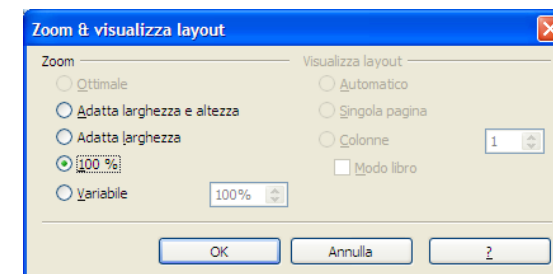 Zoom & visualizza layout
Zoom
Ottimale
Adatta larghezza e altezza
Adatta larghezza
100 %
Variabile 100%
Visualizza layout
Automatico
Singola pagina
Colonne 1
Modo libro
OK Annulla ?